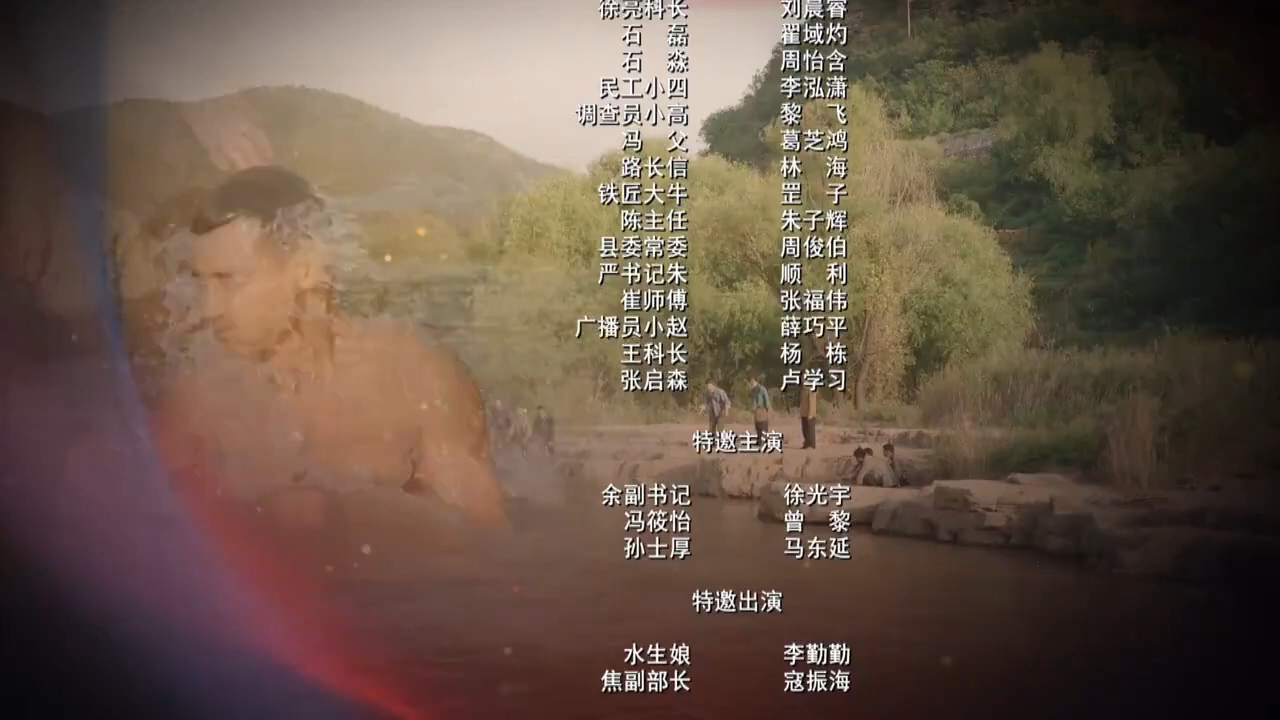 徐亮科长 刘晨睿
石磊 翟域灼
石淼 周怡含
民工小四 李泓潇
调查员小高 黎飞
冯父 葛芝鸿
路长信 林海
铁匠大牛 罡子
陈主任 朱子辉
县委常委 周俊伯
严书记朱 顺利
崔师傅 张福伟
广播员小赵 薛巧平
王科长 杨栋
张启森 卢学习
特邀主演
余副书记 徐光宇
冯筱怡 曾黎
孙士厚 马东延
特邀出演
水生娘 李勤勤
焦副部长 寇振海